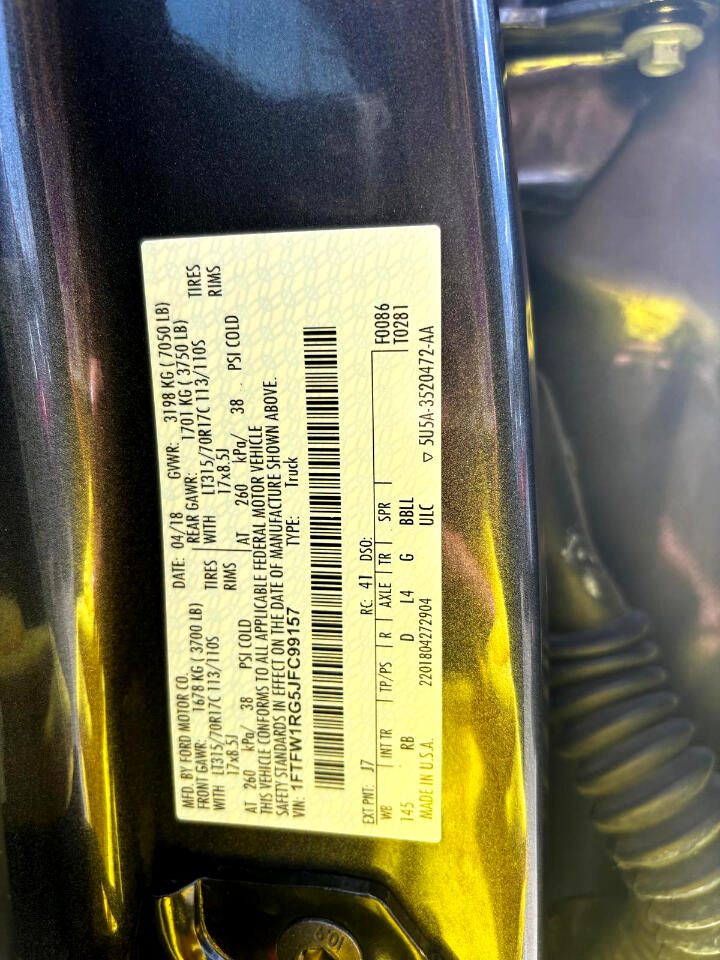 MFD. BY FORD MOTOR CO.
DATE: 04/18 GVWR: 3198 KG ( 7050 LB)
FRONT GAWR: 1678 KG ( 3700 LB) REAR GAWR: 1701 KG ( 3750 LB)
WITH LT315/70R17C 113/110S TIRES WITH LT315/70R17C 113/110S TIRES
17x8.5J RIMS 17x8.5J RIMS
AT 260 kPa/ 38 PSI COLD AT 260 kPa/ 38 PSI COLD
THIS VEHICLE CONFORMS TO ALL APPLICABLE FEDERAL MOTOR VEHICLE
SAFETY STANDARDS IN EFFECT ON THE DATE OF MANUFACTURE SHOWN ABOVE.
VIN: 1FTFW1RG5JFC99157 TYPE: Truck
EXT PNT: J7 RC: 41 DSO: F0086
WB INT TR TP/PS R AXLE TR SPR T0281
145 RB D L4 G BBLL
MADE IN U.S.A. 2201804272904 ULC ▽ 5U5A-3520472-AA
10.9